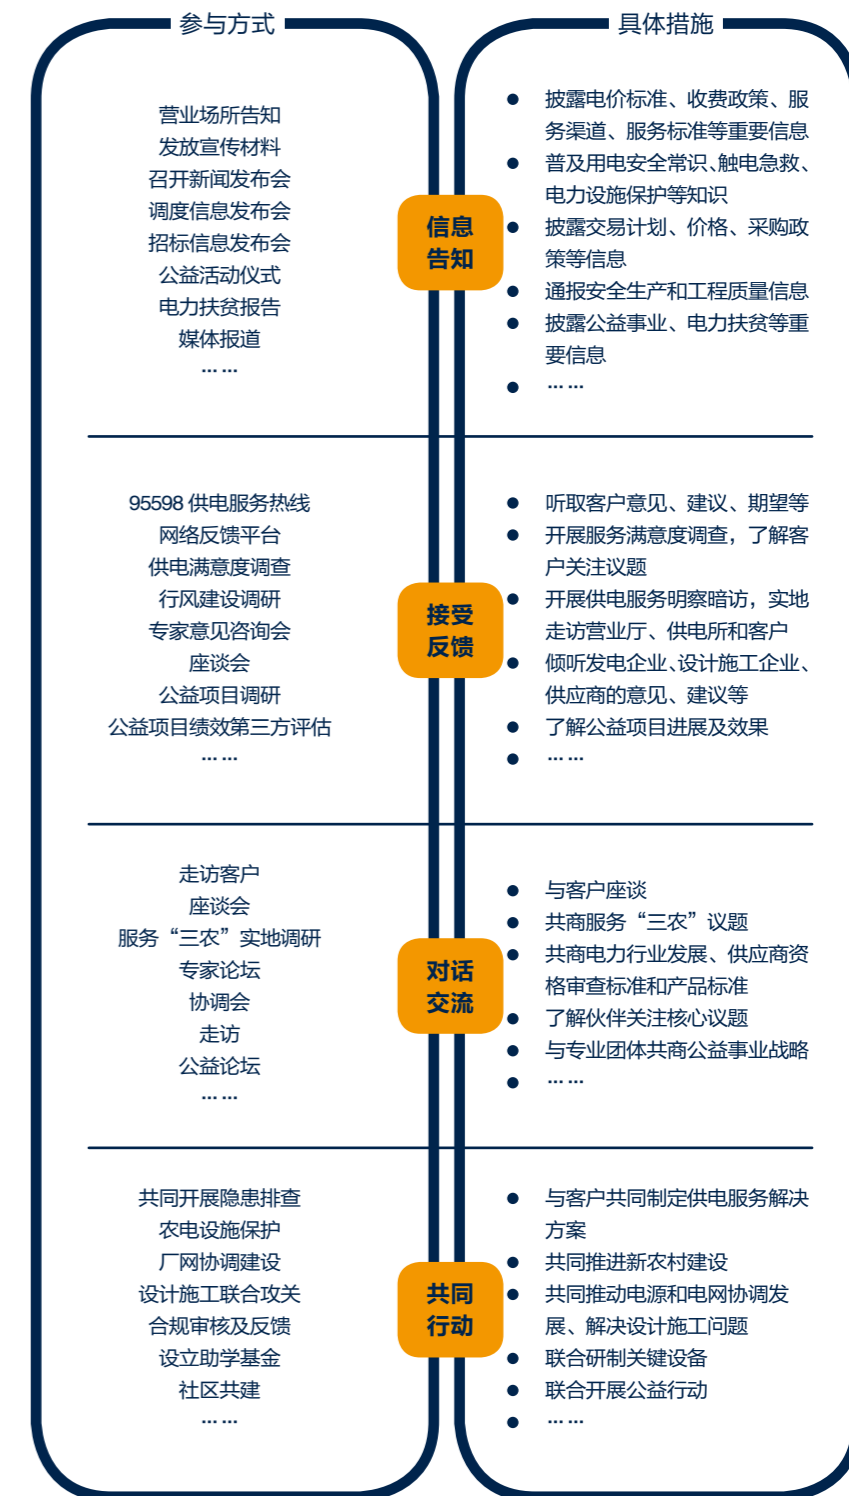 参与方式
具体措施
营业场所告知
发放宣传材料
召开新闻发布会
调度信息发布会
招标信息发布会
公益活动仪式
电力扶贫报告
媒体报道
……
信息
告知
● 披露电价标准、收费政策、服
务渠道、服务标准等重要信息
● 普及用电安全常识、触电急救、
电力设施保护等知识
● 披露交易计划、价格、采购政
策等信息
● 通报安全生产和工程质量信息
● 披露公益事业、电力扶贫等重
要信息
● ……
95598 供电服务热线
网络反馈平台
供电满意度调查
行风建设调研
专家意见咨询会
座谈会
公益项目调研
公益项目绩效第三方评估
……
接受
反馈
● 听取客户意见、建议、期望等
● 开展服务满意度调查，了解客
户关注议题
● 开展供电服务明察暗访，实地
走访营业厅、供电所和客户
● 倾听发电企业、设计施工企业、
供应商的意见、建议等
● 了解公益项目进展及效果
● ……
走访客户
座谈会
服务“三农”实地调研
专家论坛
协调会
走访
公益论坛
……
对话
交流
● 与客户座谈
● 共商服务“三农”议题
● 共商电力行业发展、供应商资
格审查标准和产品标准
● 了解伙伴关注核心议题
● 与专业团体共商公益事业战略
● ……
共同开展隐患排查
农电设施保护
厂网协调建设
设计施工联合攻关
合规审核及反馈
设立助学基金
社区共建
……
共同
行动
● 与客户共同制定供电服务解决
方案
● 共同推进新农村建设
● 共同推动电源和电网协调发
展、解决设计施工问题
● 联合研制关键设备
● 联合开展公益行动
● ……